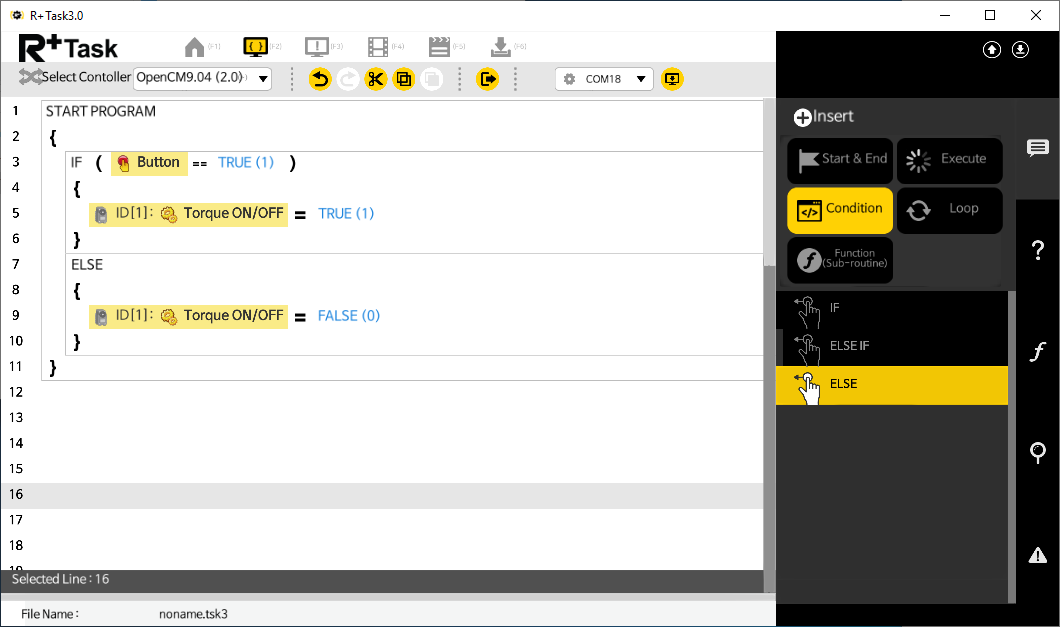 R+ Task3.0
R+Task
(F1)
(F2)
(F3)
(F4)
(F5)
(F6)
Select Contoller
OpenCM9.04 (2.0)
COM18
1 START PROGRAM
2 {
3 IF ( Button == TRUE (1) )
4 {
5 ID[1]: Torque ON/OFF = TRUE (1)
6 }
7 ELSE
8 {
9 ID[1]: Torque ON/OFF = FALSE (0)
10 }
11 }
12
13
14
15
16
17
18
19
Selected Line : 16
File Name : noname.tsk3
Insert
Start & End
Execute
Condition
Loop
Function
(Sub-routine)
IF
ELSE IF
ELSE